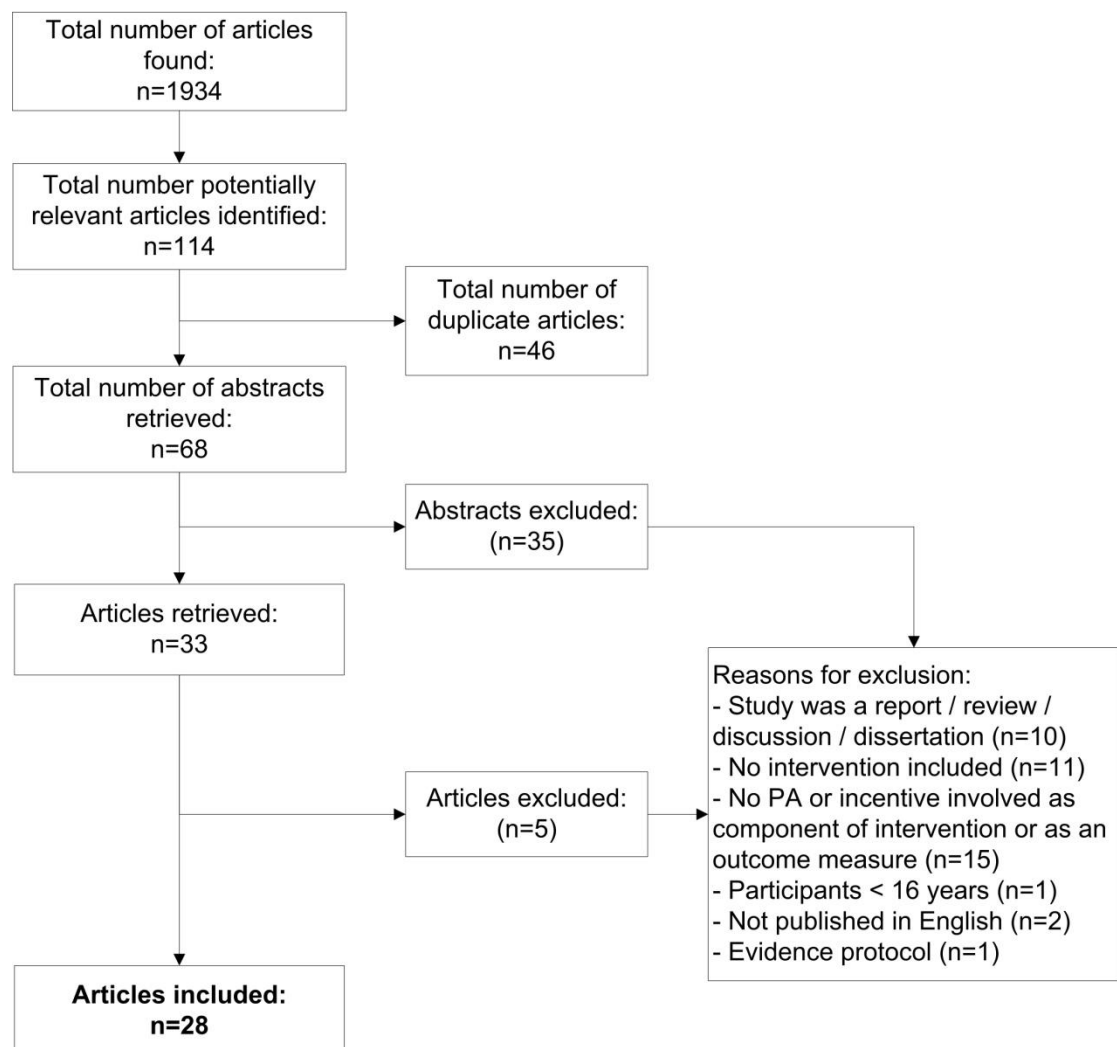 Total number of articles
found:
n=1934
Total number potentially
relevant articles identified:
n=114
Total number of
duplicate articles:
n=46
Total number of abstracts
retrieved:
n=68
Abstracts excluded:
(n=35)
Articles retrieved:
n=33
Reasons for exclusion:
- Study was a report / review /
discussion / dissertation (n=10)
- No intervention included (n=11)
- No PA or incentive involved as
component of intervention or as an
outcome measure (n=15)
- Participants < 16 years (n=1)
- Not published in English (n=2)
- Evidence protocol (n=1)
Articles excluded:
(n=5)
Articles included:
n=28